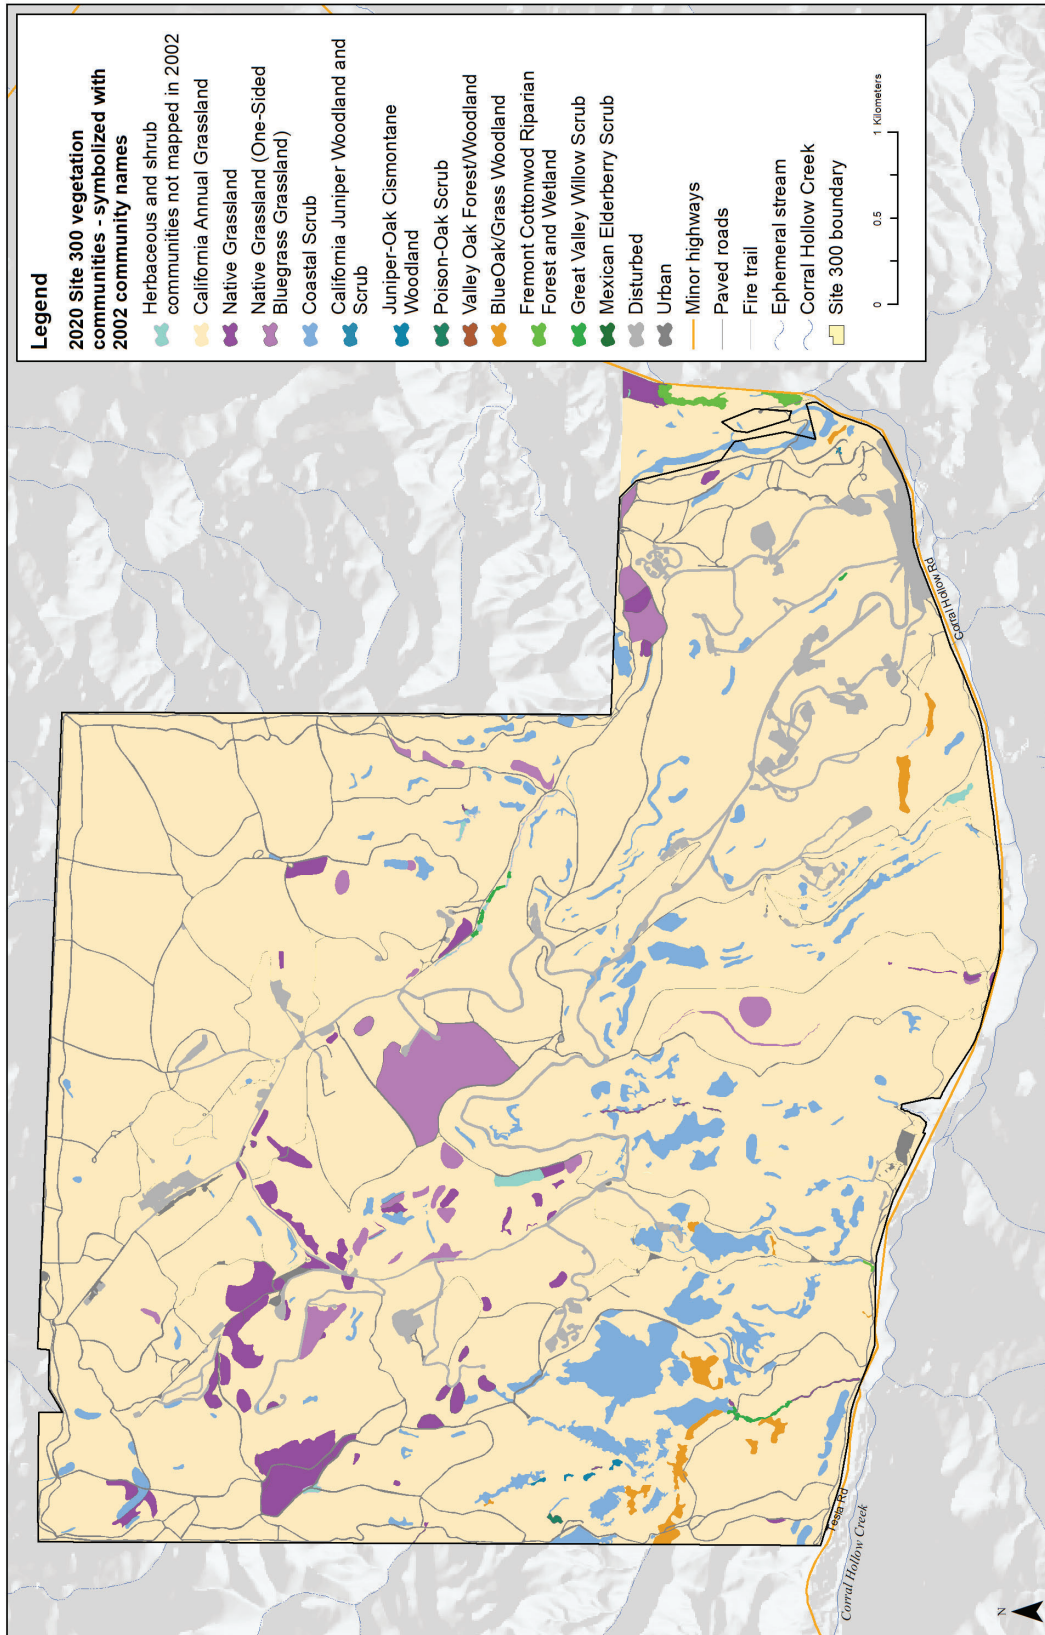 Legend
2020 Site 300 vegetation
communities - symbolized with
2002 community names
Herbaceous and shrub
communities not mapped in 2002
California Annual Grassland
Native Grassland
Native Grassland (One-Sided
Bluegrass Grassland)
Coastal Scrub
California Juniper Woodland and
Scrub
Juniper-Oak Cismontane
Woodland
Poison-Oak Scrub
Valley Oak Forest/Woodland
BlueOak/Grass Woodland
Fremont Cottonwood Riparian
Forest and Wetland
Great Valley Willow Scrub
Mexican Elderberry Scrub
Disturbed
Urban
Minor highways
Paved roads
Fire trail
Ephemeral stream
Corral Hollow Creek
Site 300 boundary
0 0.5 1 Kilometers
Corral Hollow Rd
Tesla Rd
Corral Hollow Creek
N